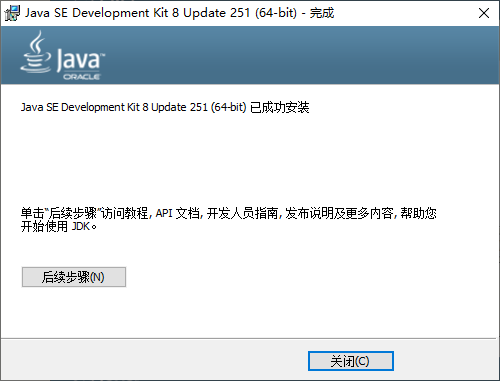 Java SE Development Kit 8 Update 251 (64-bit) - 完成
Java
ORACLE
Java SE Development Kit 8 Update 251 (64-bit) 已成功安装
单击“后续步骤”访问教程, API 文档, 开发人员指南, 发布说明及更多内容, 帮助您
开始使用 JDK。
后续步骤(N)
关闭(C)